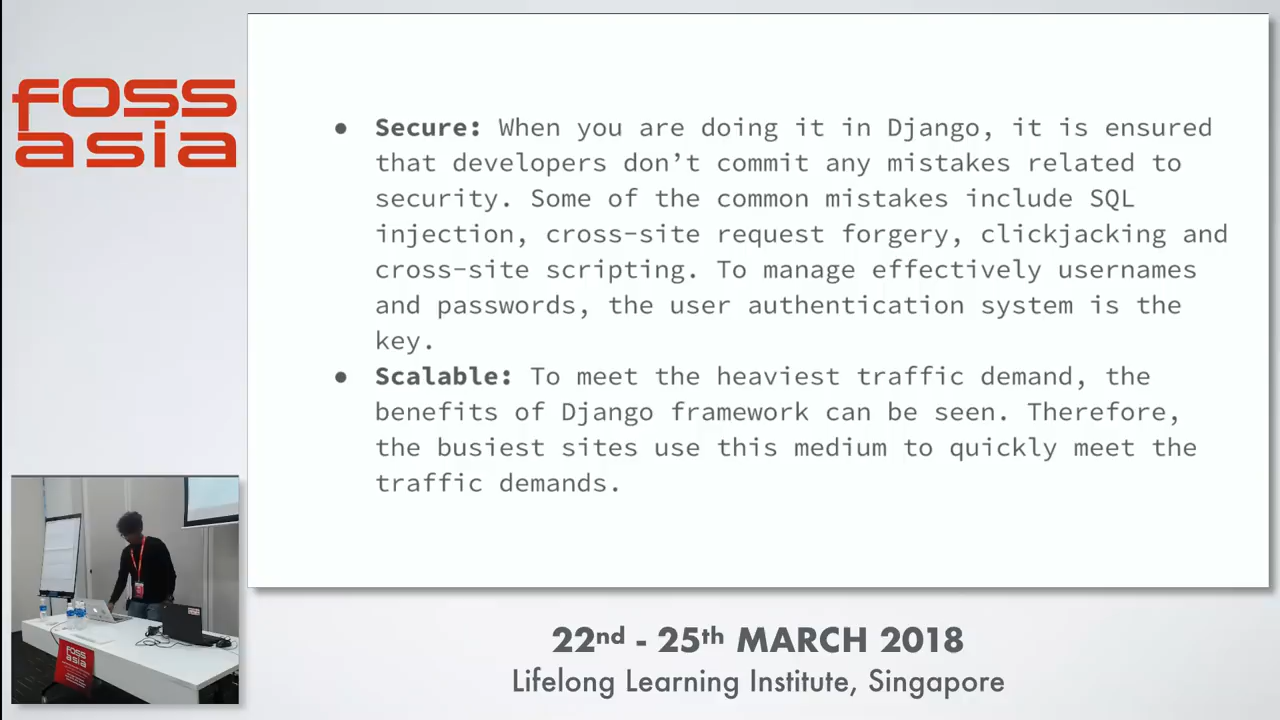 foss
asia
● Secure: When you are doing it in Django, it is ensured
that developers don’t commit any mistakes related to
security. Some of the common mistakes include SQL
injection, cross-site request forgery, clickjacking and
cross-site scripting. To manage effectively usernames
and passwords, the user authentication system is the
key.
● Scalable: To meet the heaviest traffic demand, the
benefits of Django framework can be seen. Therefore,
the busiest sites use this medium to quickly meet the
traffic demands.
foss
asia
22nd - 25th MARCH 2018
Lifelong Learning Institute, Singapore